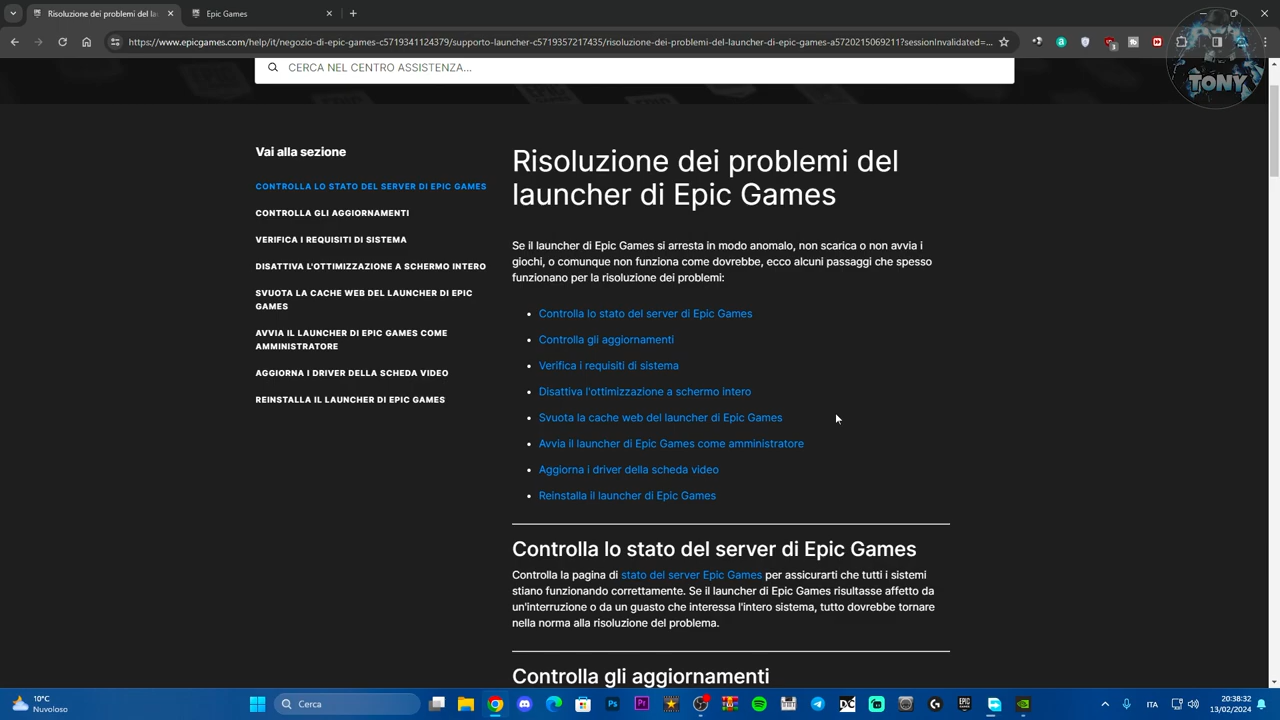 Risoluzione dei problemi del la
Epic Games
https://www.epicgames.com/help/it/negozio-di-epic-games-c5719341124379/supporto-launcher-c5719357217435/risoluzione-dei-problemi-del-launcher-di-epic-games-a5720215069211?sessionInvalidated=...
TONY
CERCA NEL CENTRO ASSISTENZA...
Vai alla sezione
CONTROLLA LO STATO DEL SERVER DI EPIC GAMES
CONTROLLA GLI AGGIORNAMENTI
VERIFICA I REQUISITI DI SISTEMA
DISATTIVA L'OTTIMIZZAZIONE A SCHERMO INTERO
SVUOTA LA CACHE WEB DEL LAUNCHER DI EPIC
GAMES
AVVIA IL LAUNCHER DI EPIC GAMES COME
AMMINISTRATORE
AGGIORNA I DRIVER DELLA SCHEDA VIDEO
REINSTALLA IL LAUNCHER DI EPIC GAMES
Risoluzione dei problemi del
launcher di Epic Games
Se il launcher di Epic Games si arresta in modo anomalo, non scarica o non avvia i
giochi, o comunque non funziona come dovrebbe, ecco alcuni passaggi che spesso
funzionano per la risoluzione dei problemi:
Controlla lo stato del server di Epic Games
Controlla gli aggiornamenti
Verifica i requisiti di sistema
Disattiva l'ottimizzazione a schermo intero
Svuota la cache web del launcher di Epic Games
Avvia il launcher di Epic Games come amministratore
Aggiorna i driver della scheda video
Reinstalla il launcher di Epic Games
Controlla lo stato del server di Epic Games
Controlla la pagina di stato del server Epic Games per assicurarti che tutti i sistemi
stiano funzionando correttamente. Se il launcher di Epic Games risultasse affetto da
un'interruzione o da un guasto che interessa l'intero sistema, tutto dovrebbe tornare
nella norma alla risoluzione del problema.
Controlla gli aggiornamenti
10°C
Nuvoloso
Cerca
Ps
Pr
ITA
20:38:32
13/02/2024